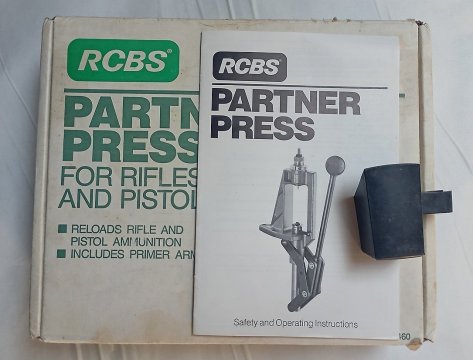 RCBS
PARTN
PRESS
FOR RIFLES
AND PISTOL
■ RELOADS RIFLE AND
PISTOL AMMUNITION
■ INCLUDES PRIMER ARM
RCBS
PARTNER
PRESS
Safety and Operating Instructions
460